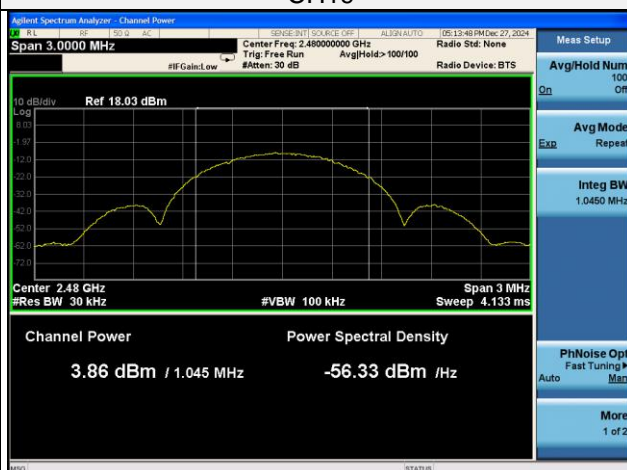 Agilent Spectrum Analyzer - Channel Power
RL RF 50 Ω AC SENSE:INT SOURCE OFF ALIGN AUTO 05:13:48 PM Dec 27, 2024
Span 3.0000 MHz Center Freq: 2.480000000 GHz Radio Std: None
Trig: Free Run Avg|Hold:>100/100
#IFGain:Low #Atten: 30 dB Radio Device: BTS
10 dB/div Ref 18.03 dBm
Log
8.03
-1.97
-12.0
-22.0
-32.0
-42.0
-52.0
-62.0
-72.0
Center 2.48 GHz Span 3 MHz
#Res BW 30 kHz #VBW 100 kHz Sweep 4.133 ms
Channel Power Power Spectral Density
3.86 dBm / 1.045 MHz -56.33 dBm /Hz
MSG STATUS
Meas Setup
Avg/Hold Num
100
On Off
Avg Mode
Exp Repeat
Integ BW
1.0450 MHz
PhNoise Opt
Fast Tuning
Auto Man
More
1 of 2